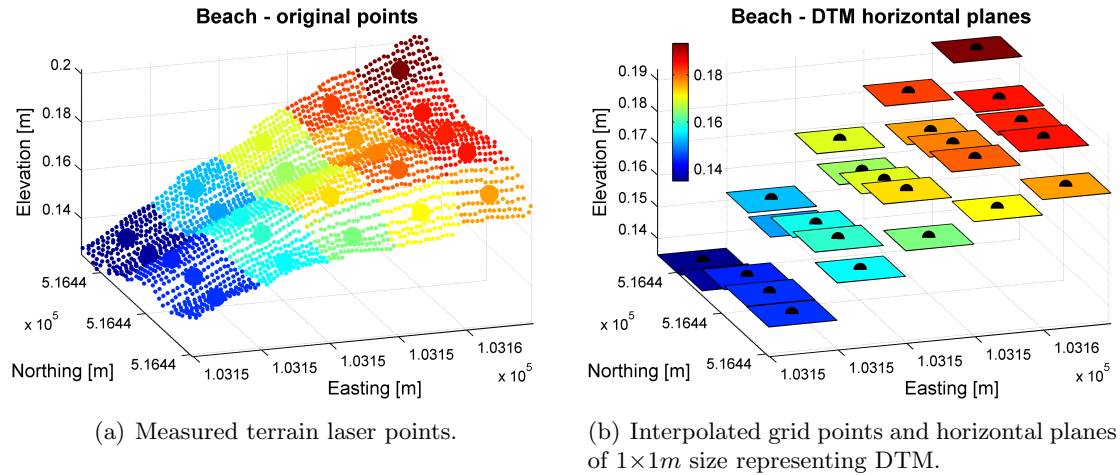 Beach - original points
0.2
0.18
0.16
0.14
Elevation [m]
5.1644
5.1644
5.1644
x 10^5
Northing [m]
1.0315
1.0315
1.0315
1.0316
x 10^5
Easting [m]
(a) Measured terrain laser points.
Beach - DTM horizontal planes
0.19
0.18
0.17
0.16
0.15
0.14
Elevation [m]
0.18
0.16
0.14
5.1644
5.1644
5.1644
x 10^5
Northing [m]
1.0315
1.0315
1.0315
1.0316
x 10^5
Easting [m]
(b) Interpolated grid points and horizontal planes
of 1×1m size representing DTM.